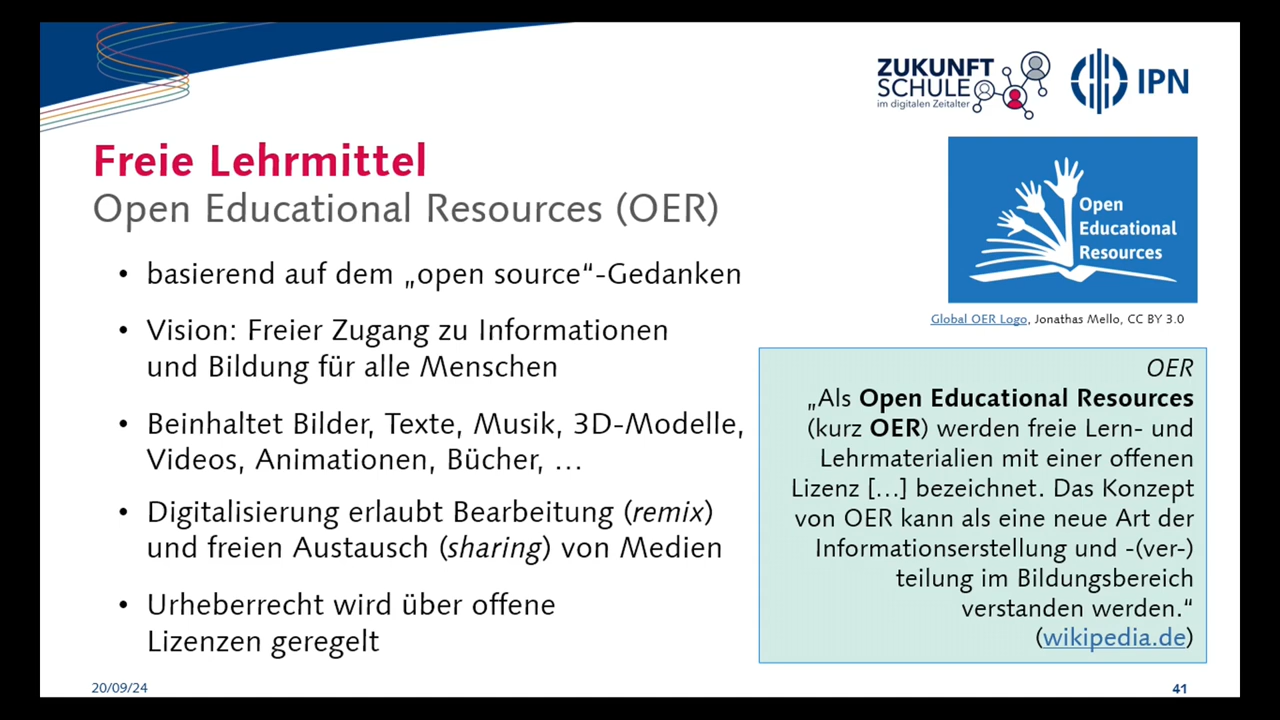 ZUKUNFT
SCHULE
im digitalen Zeitalter
IPN
Freie Lehrmittel
Open Educational Resources (OER)
Open
Educational
Resources
Global OER Logo, Jonathas Mello, CC BY 3.0
• basierend auf dem „open source“-Gedanken
• Vision: Freier Zugang zu Informationen
und Bildung für alle Menschen
• Beinhaltet Bilder, Texte, Musik, 3D-Modelle,
Videos, Animationen, Bücher, …
• Digitalisierung erlaubt Bearbeitung (remix)
und freien Austausch (sharing) von Medien
• Urheberrecht wird über offene
Lizenzen geregelt
OER
„Als Open Educational Resources
(kurz OER) werden freie Lern- und
Lehrmaterialien mit einer offenen
Lizenz […] bezeichnet. Das Konzept
von OER kann als eine neue Art der
Informationserstellung und -(ver-)
teilung im Bildungsbereich
verstanden werden.“
(wikipedia.de)
20/09/24
41